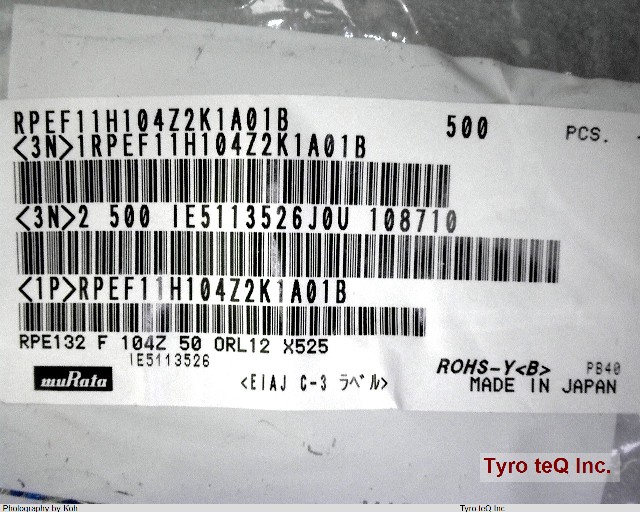 RPEF11H104Z2K1A01B 500 PCS.
<3N>1RPEF11H104Z2K1A01B
<3N>2 500 IE5113526J0U 108710
<1P>RPEF11H104Z2K1A01B
RPE132 F 104Z 50 0RL12 X525
IE5113526
ROHS-Y<B> PB40
muRata <EIAJ C-3 ラベル> MADE IN JAPAN
Tyro teQ Inc.
Photography by Koh Tyro teQ Inc